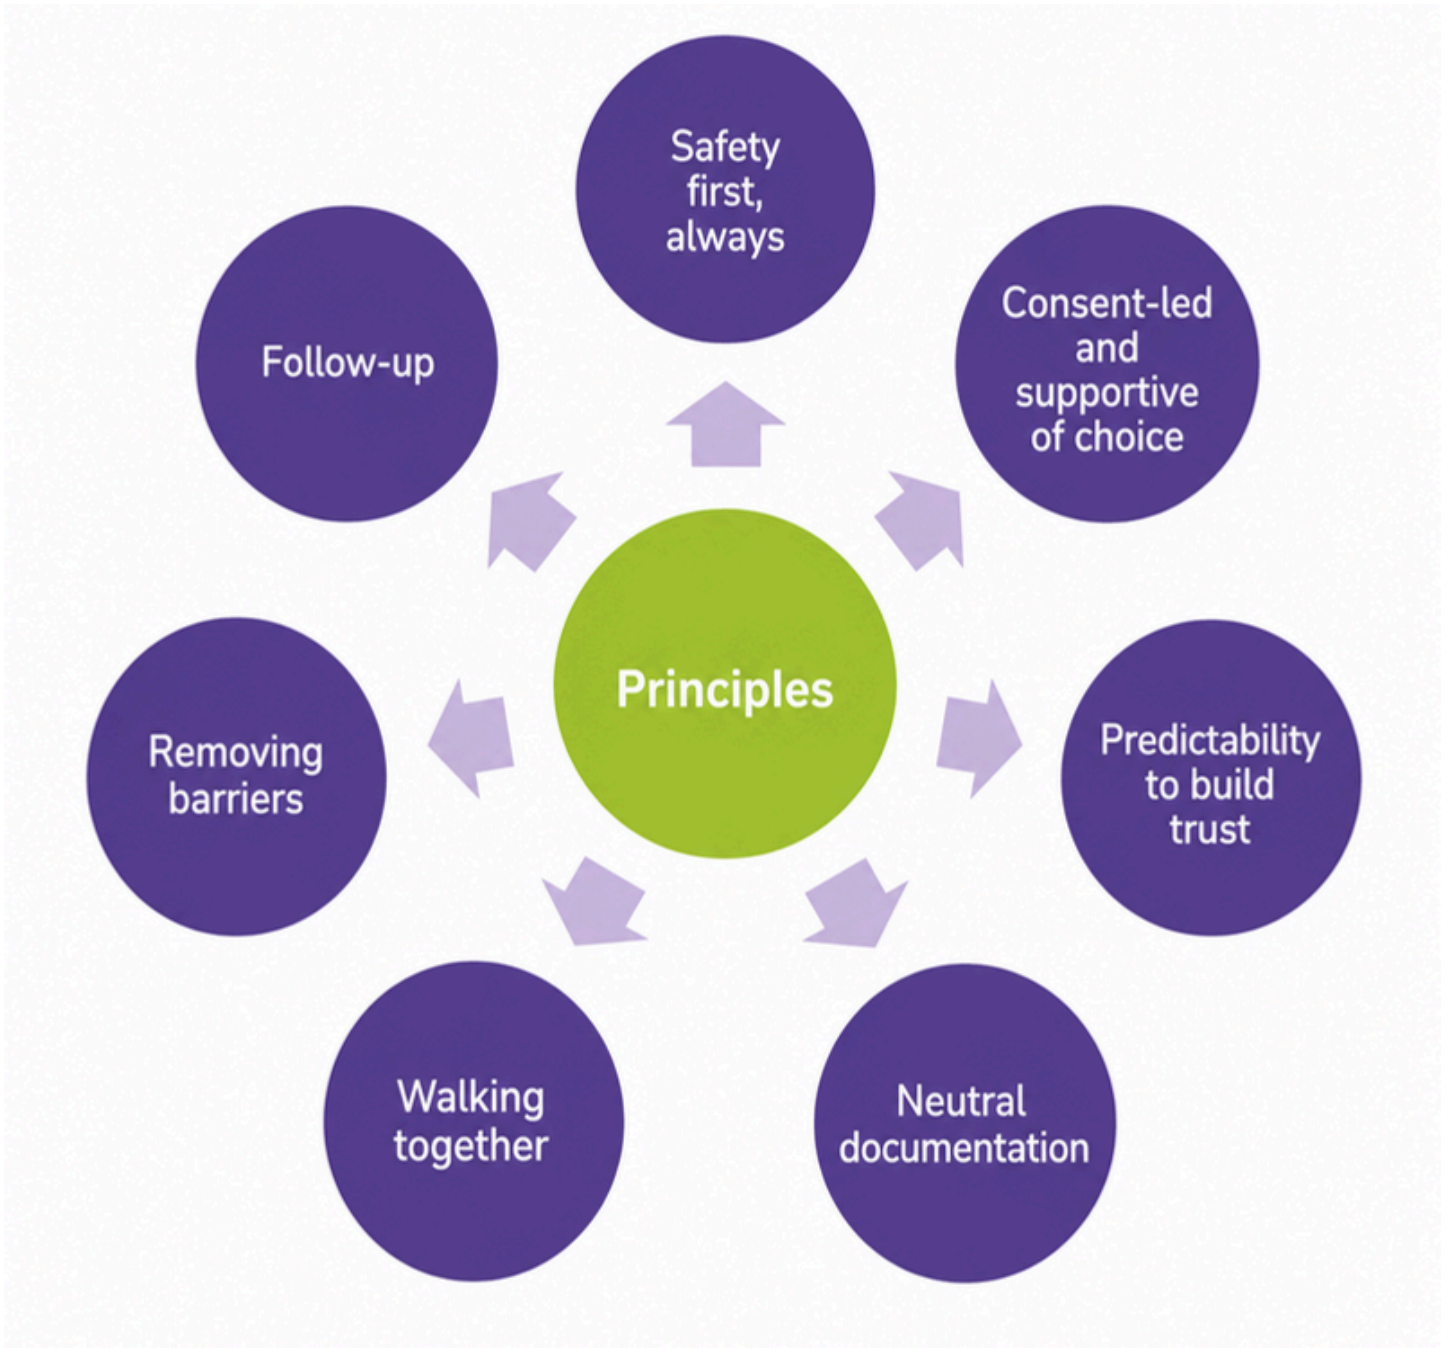 Safety
first,
always
Consent-led
and
supportive
of choice
Predictability
to build
trust
Neutral
documentation
Walking
together
Removing
barriers
Follow-up
Principles